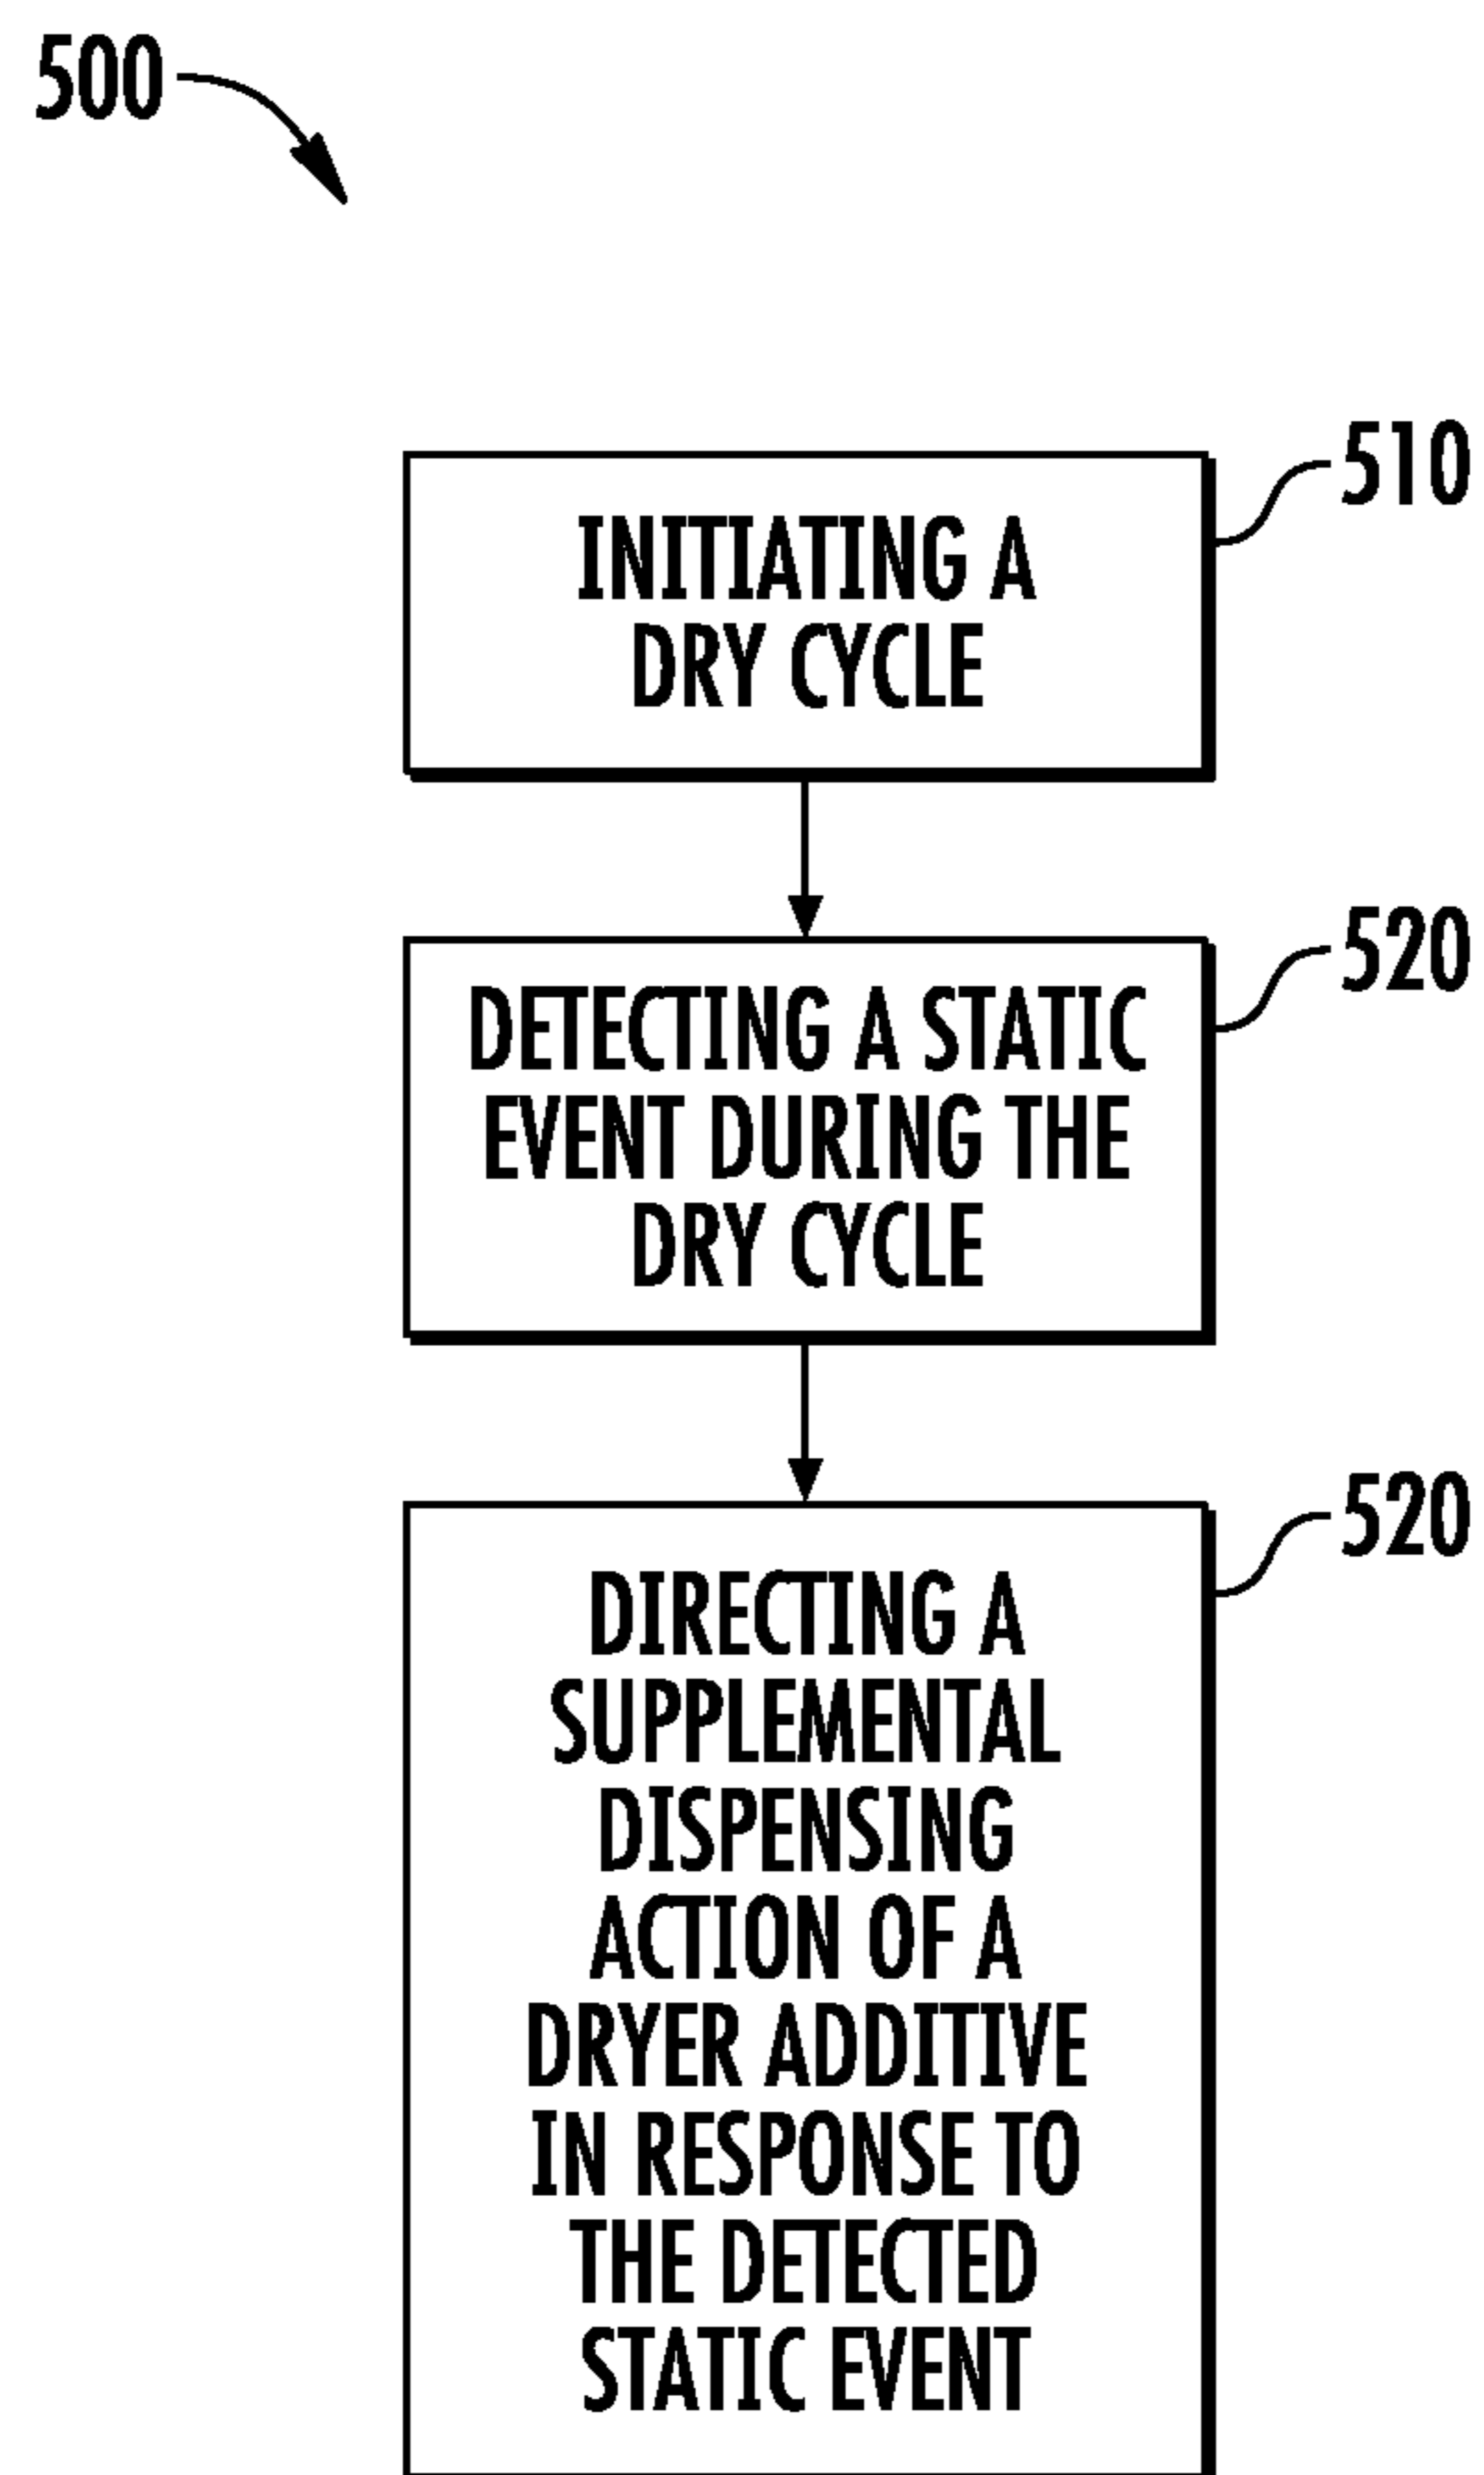 500
510
INITIATING A
DRY CYCLE
520
DETECTING A STATIC
EVENT DURING THE
DRY CYCLE
520
DIRECTING A
SUPPLEMENTAL
DISPENSING
ACTION OF A
DRYER ADDITIVE
IN RESPONSE TO
THE DETECTED
STATIC EVENT